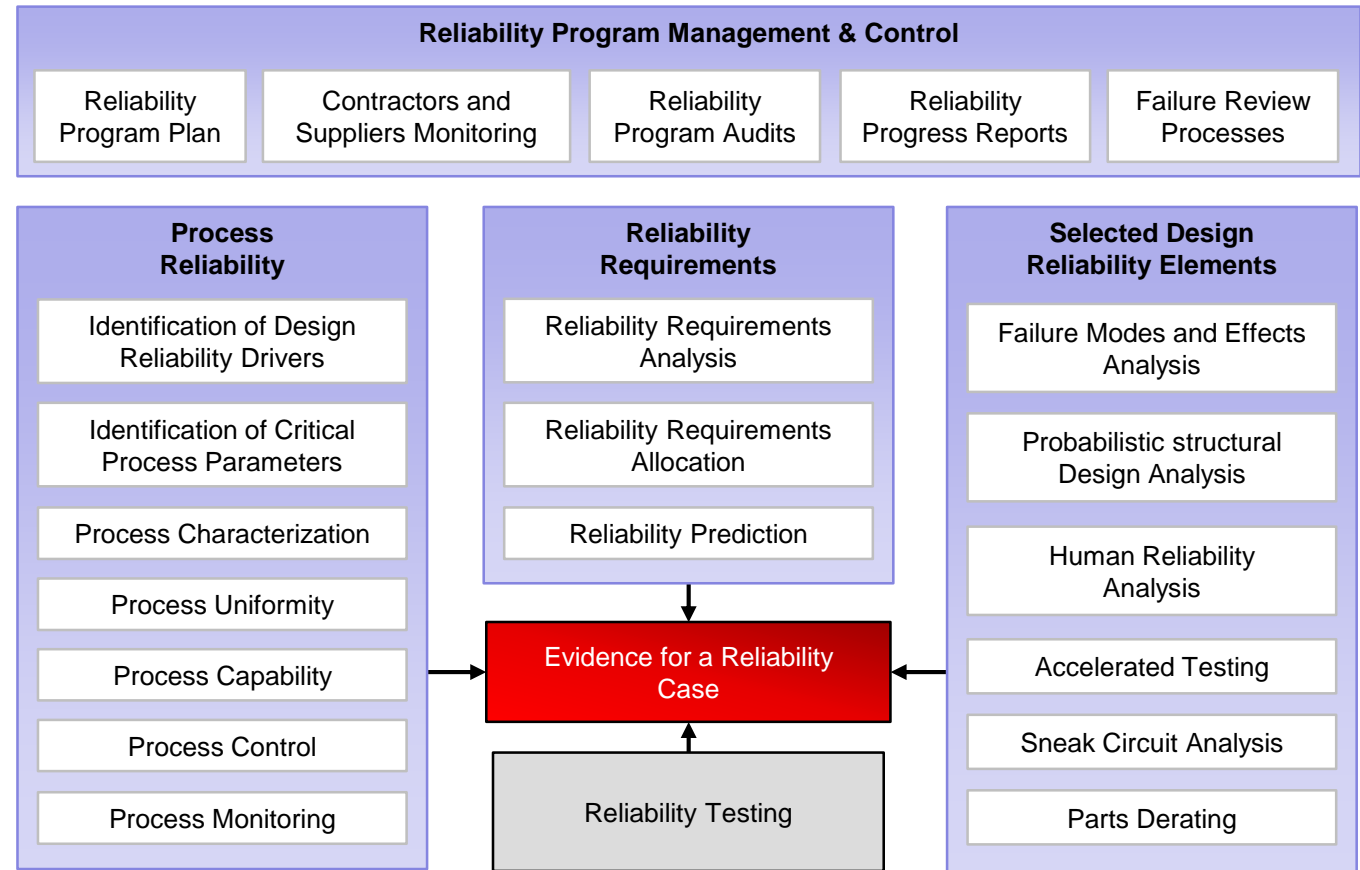 Reliability Program Management & Control
Reliability
Program Plan
Contractors and
Suppliers Monitoring
Reliability
Program Audits
Reliability
Progress Reports
Failure Review
Processes
Process
Reliability
Identification of Design
Reliability Drivers
Identification of Critical
Process Parameters
Process Characterization
Process Uniformity
Process Capability
Process Control
Process Monitoring
Reliability
Requirements
Reliability Requirements
Analysis
Reliability Requirements
Allocation
Reliability Prediction
Evidence for a Reliability
Case
Reliability Testing
Selected Design
Reliability Elements
Failure Modes and Effects
Analysis
Probabilistic structural
Design Analysis
Human Reliability
Analysis
Accelerated Testing
Sneak Circuit Analysis
Parts Derating